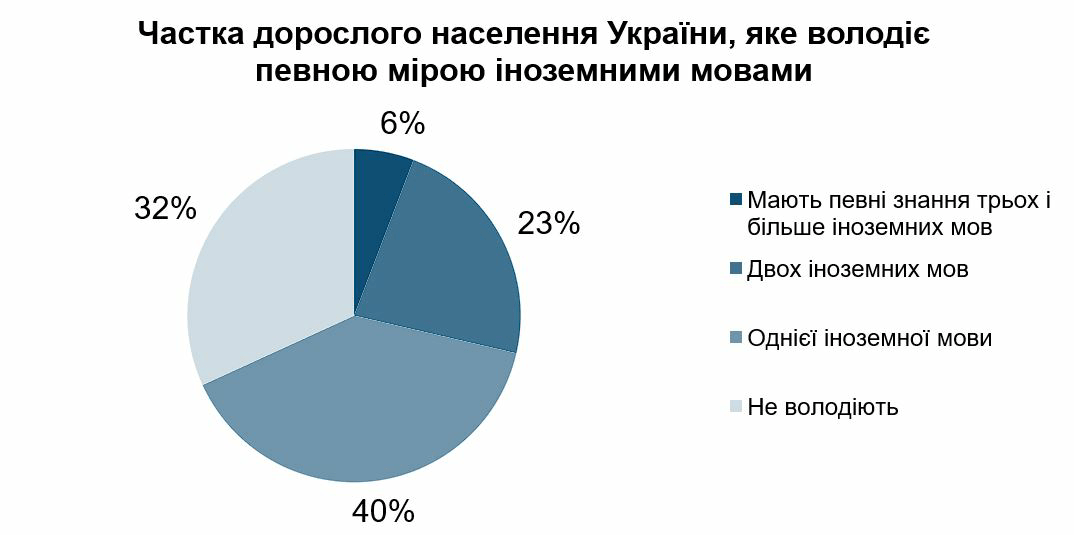 Частка дорослого населення України, яке володіє
певною мірою іноземними мовами
6%
23%
32%
40%
Мають певні знання трьох і
більше іноземних мов
Двох іноземних мов
Однієї іноземної мови
Не володіють